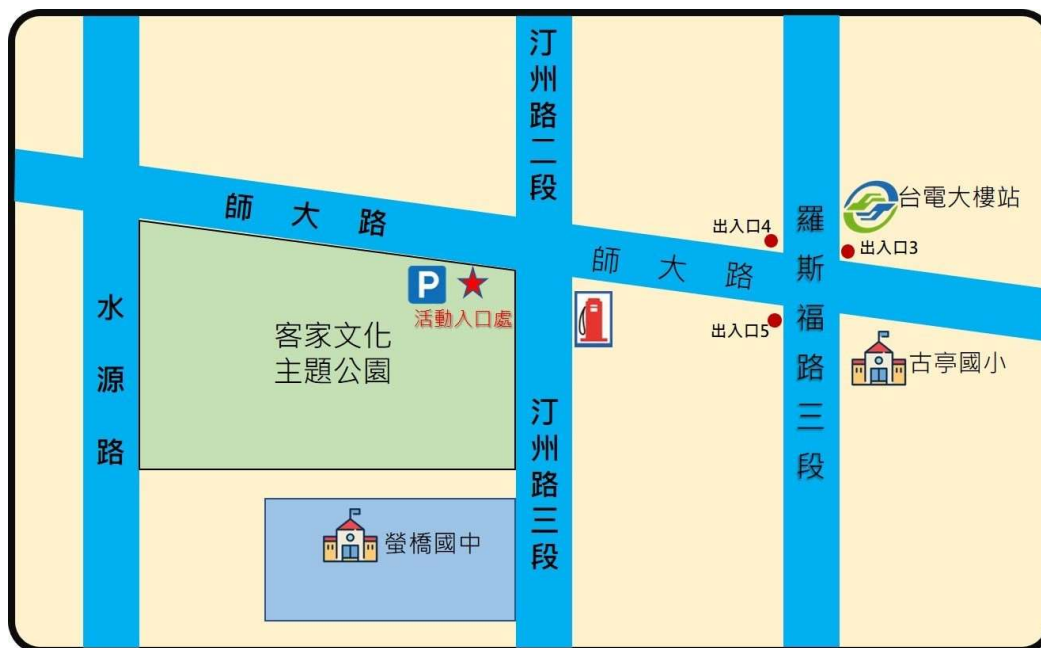 汀州路二段
師大路
台電大樓站
出入口4
羅斯福路三段
出入口3
師大路
P
活動入口處
水源路
客家文化
主題公園
出入口5
古亭國小
汀州路三段
螢橋國中